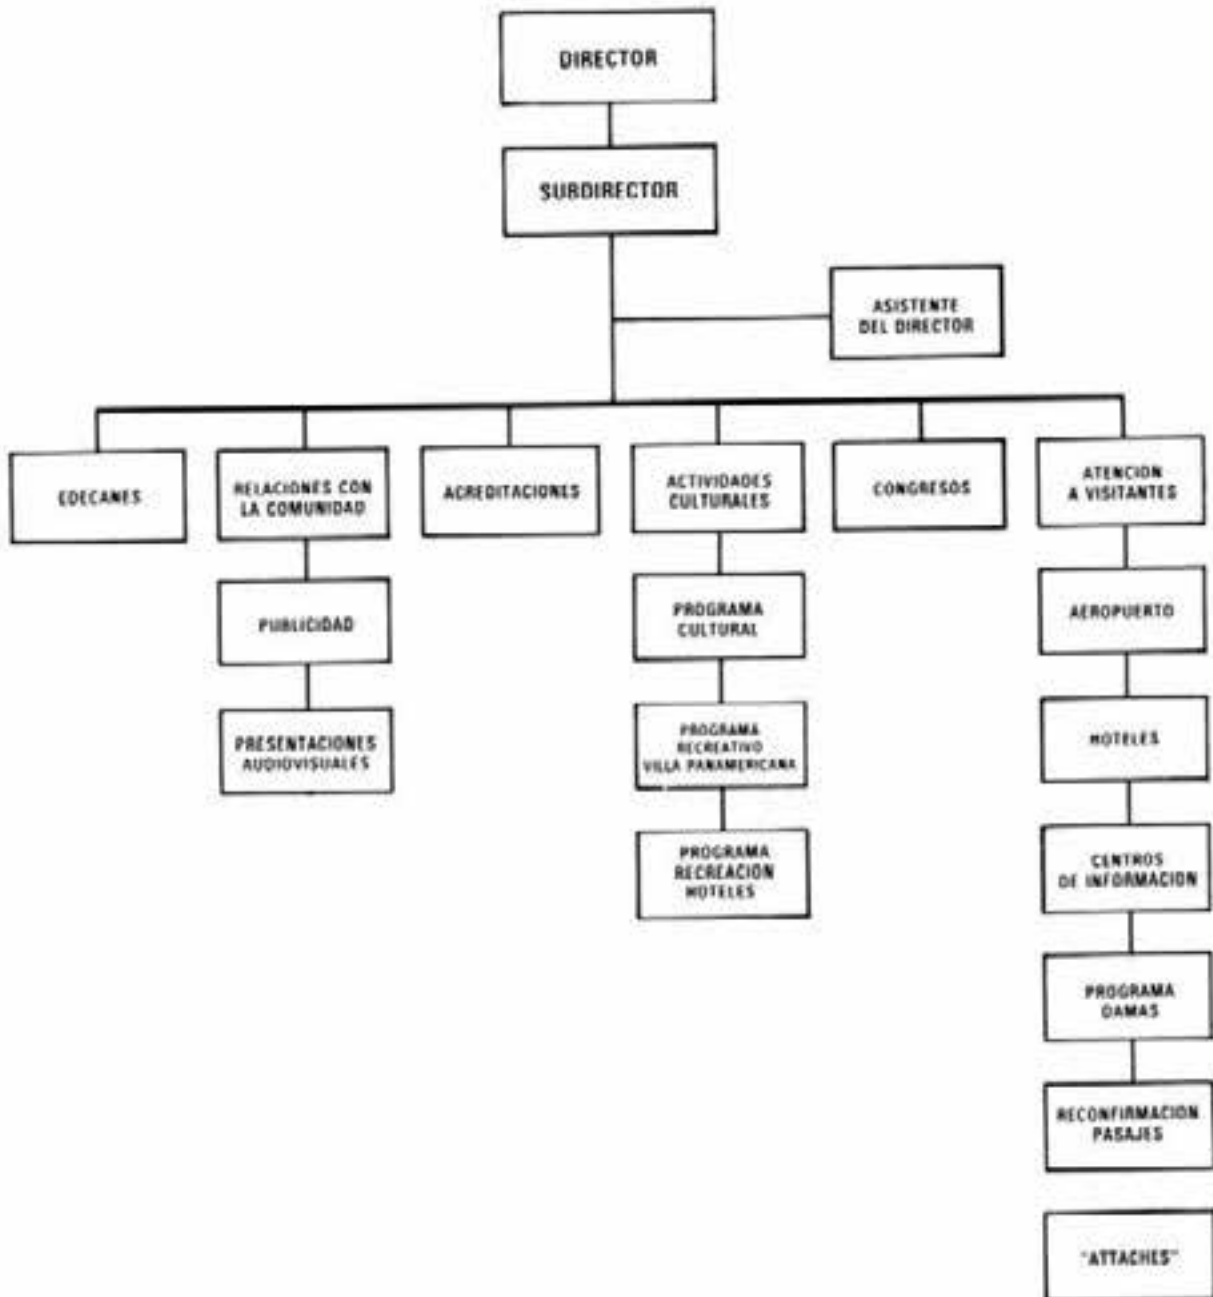 DIRECTOR
SUBDIRECTOR
ASISTENTE
DEL DIRECTOR
EDECANES
RELACIONES CON
LA COMUNIDAD
ACREDITACIONES
ACTIVIDADES
CULTURALES
CONGRESOS
ATENCION
A VISITANTES
PUBLICIDAD
PROGRAMA
CULTURAL
AEROPUERTO
PRESENTACIONES
AUDIOVISUALES
PROGRAMA
RECREATIVO
VILLA PANAMERICANA
HOTELES
PROGRAMA
RECREACION
HOTELES
CENTROS
DE INFORMACION
PROGRAMA
DAMAS
RECONFIRMACION
PASAJES
"ATTACHES"